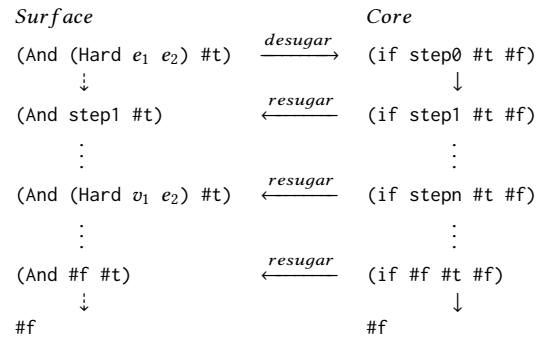 Surface Core
(And (Hard e₁ e₂) #t) desugar (if step0 #t #f)
(And step1 #t) resugar (if step1 #t #f)
(And (Hard v₁ e₂) #t) resugar (if stepn #t #f)
(And #f #t) resugar (if #f #t #f)
#f #f